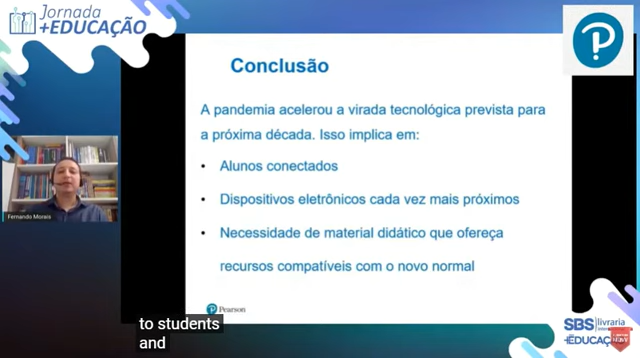 Jornada
+EDUCAÇÃO
Conclusão
A pandemia acelerou a virada tecnológica prevista para
a próxima década. Isso implica em:
• Alunos conectados
• Dispositivos eletrônicos cada vez mais próximos
• Necessidade de material didático que ofereça
recursos compatíveis com o novo normal
Fernando Morais
Pearson
to students
and
SBS livraria
+EDUCAÇÃO